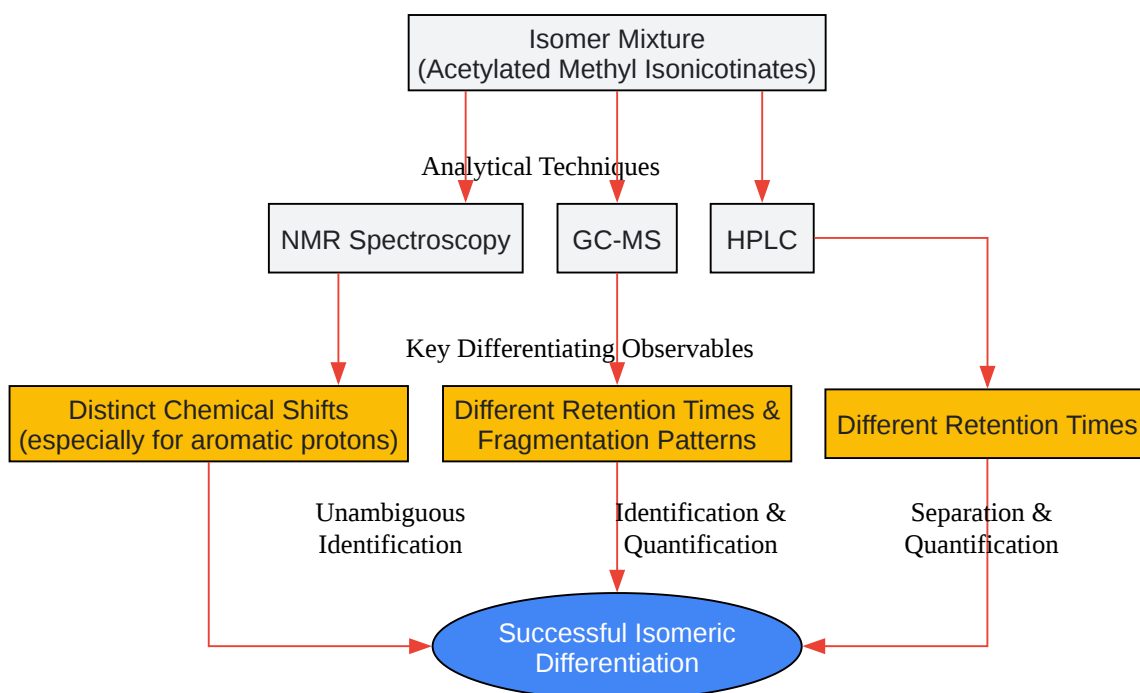 Isomer Mixture
(Acetylated Methyl Isonicotinates)
Analytical Techniques
NMR Spectroscopy
GC-MS
HPLC
Key Differentiating Observables
Distinct Chemical Shifts
(especially for aromatic protons)
Different Retention Times &
Fragmentation Patterns
Different Retention Times
Unambiguous
Identification
Identification &
Quantification
Separation &
Quantification
Successful Isomeric
Differentiation